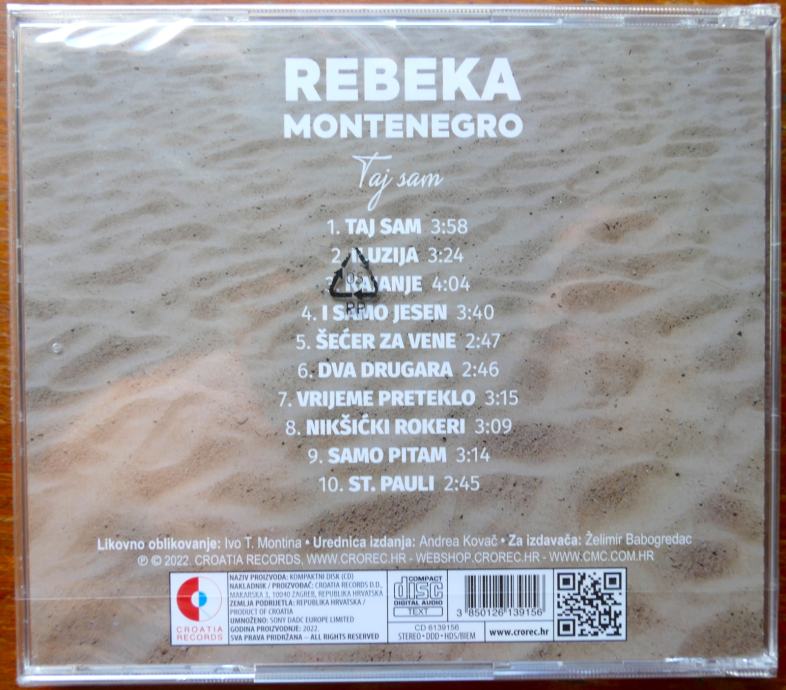 REBEKA
MONTENEGRO
Taj sam
1. TAJ SAM 3:58
2. ILUZIJA 3:24
3. KAJANJE 4:04
4. I SAMO JESEN 3:40
5. ŠEĆER ZA VENE 2:47
6. DVA DRUGARA 2:46
7. VRIJEME PRETEKLO 3:15
8. NIKŠIĆKI ROKERI 3:09
9. SAMO PITAM 3:14
10. ST. PAULI 2:45
05
PP
Likovno oblikovanje: Ivo T. Montina • Urednica izdanja: Andrea Kovač • Za izdavača: Želimir Babogredac
℗ © 2022. CROATIA RECORDS, WWW.CROREC.HR - WEBSHOP.CROREC.HR - WWW.CMC.COM.HR
CROATIA
RECORDS
NAZIV PROIZVODA: KOMPAKTNI DISK (CD)
NAKLADNIK / PROIZVOĐAČ: CROATIA RECORDS D.D.,
MAKARSKA 3, 10040 ZAGREB, REPUBLIKA HRVATSKA
ZEMLJA PODRIJETLA: REPUBLIKA HRVATSKA /
PRODUCT OF CROATIA
UMNOŽENO: SONY DADC EUROPE LIMITED
GODINA PROIZVODNJE: 2022.
SVA PRAVA PRIDRŽANA – ALL RIGHTS RESERVED
COMPACT
disc
DIGITAL AUDIO
TEXT
CD 6139156
STEREO • DDD • HDS/BIEM
3 850126 139156
www.crorec.hr